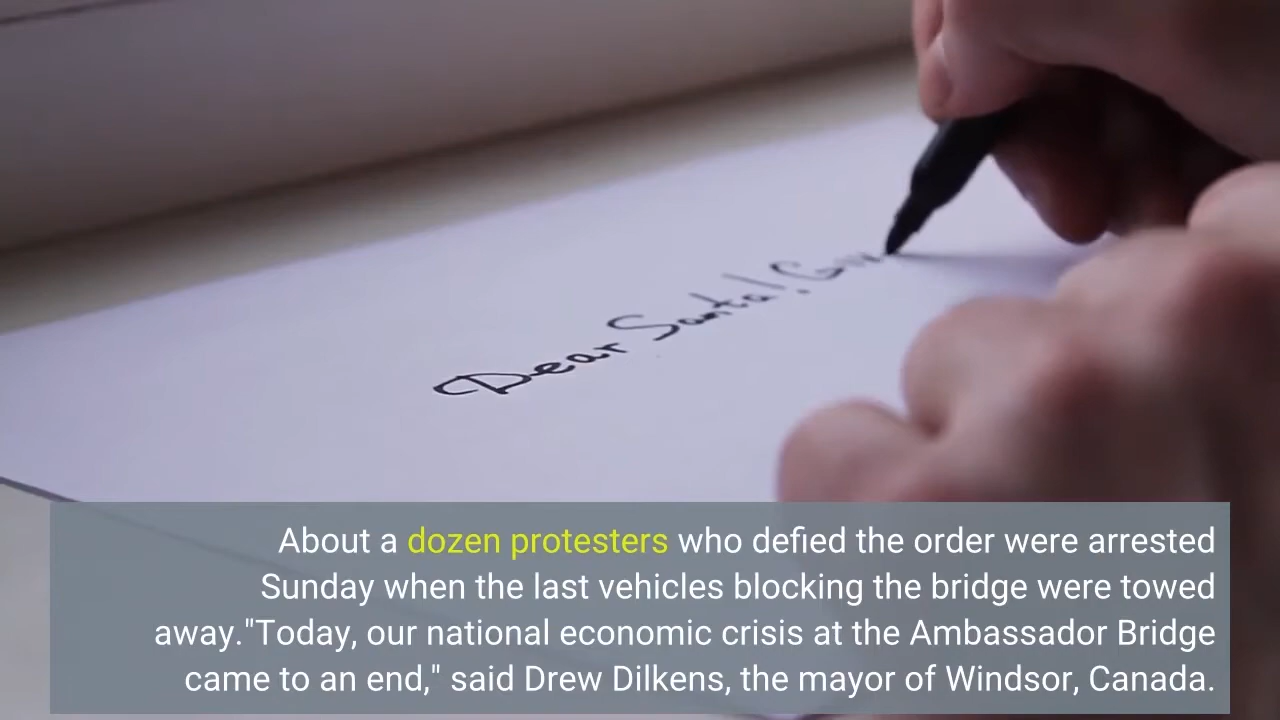 Dear Santa!, Giv
About a dozen protesters who defied the order were arrested
Sunday when the last vehicles blocking the bridge were towed
away."Today, our national economic crisis at the Ambassador Bridge
came to an end," said Drew Dilkens, the mayor of Windsor, Canada.